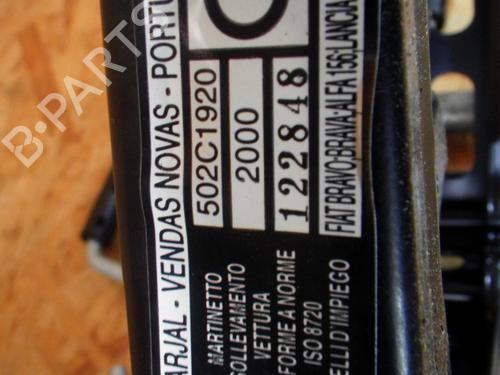 ARJAL - VENDAS NOVAS - PORTU
502C1920
2000
122848
FIAT BRAVO;BRAVA;ALFA 156;LANCIA
MARTINETTO
SOLLEVAMENTO
VETTURA
FORME A NORME
ISO 8720
ELLI D'IMPIEGO
B-PARTS